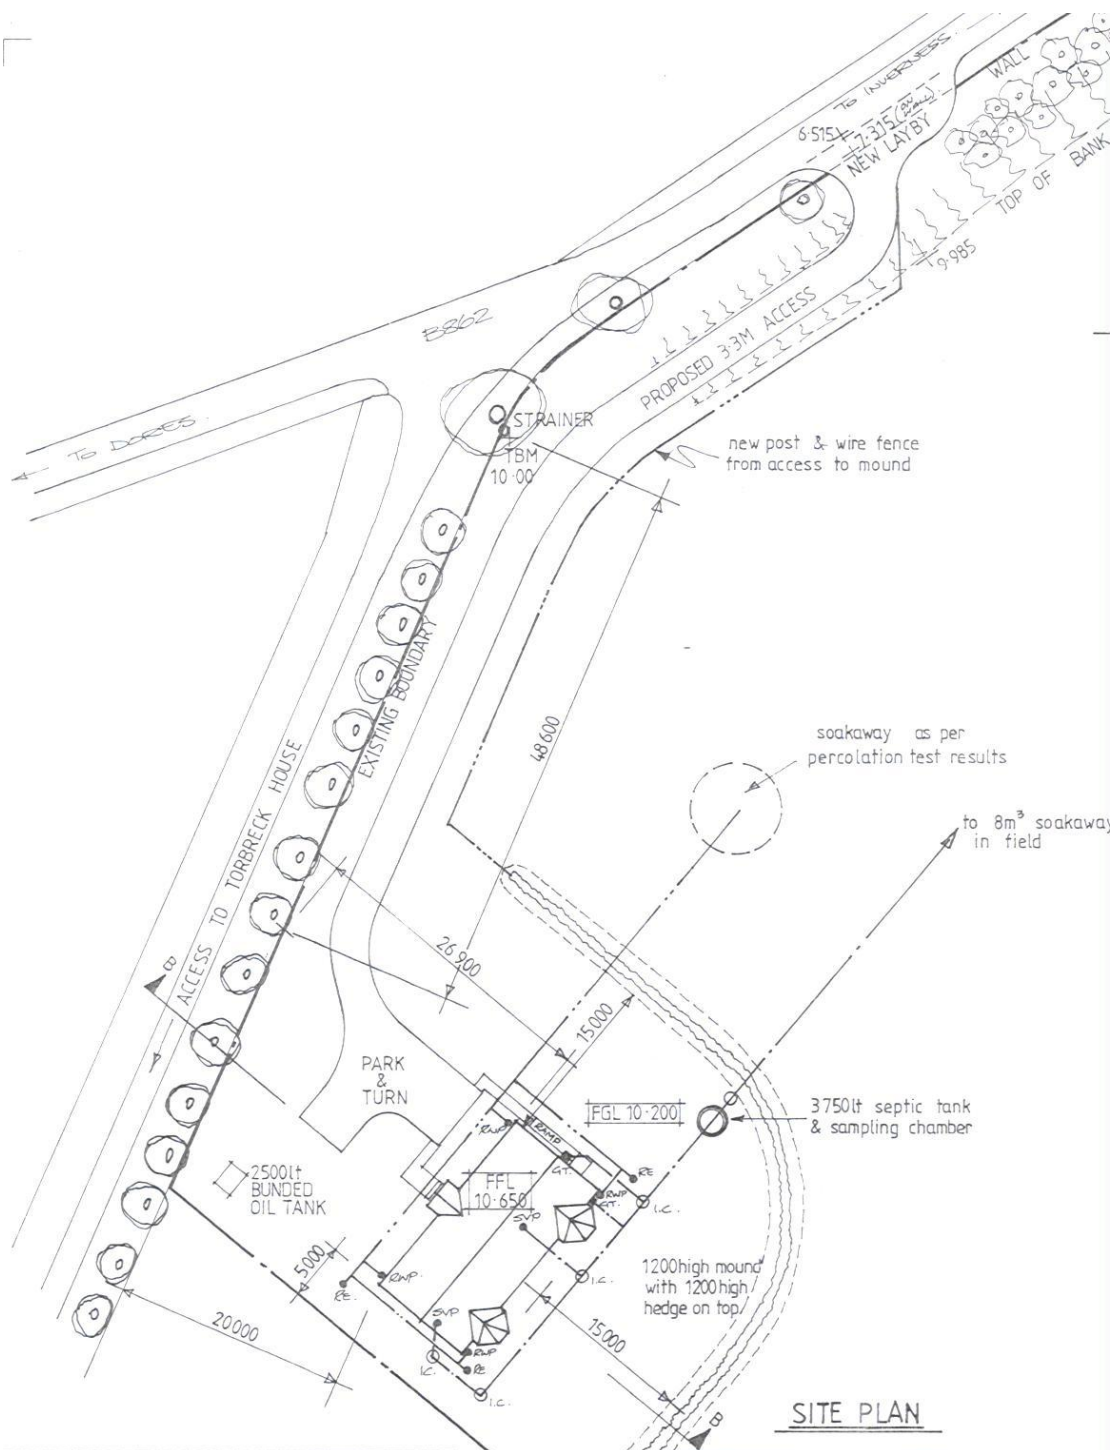 TO INVERNESS
WALL
6·515
7·315 (ON WALL)
NEW LAYBY
TOP OF BANK
9·985
B862
PROPOSED 3·3M ACCESS
TO DORES
STRAINER
TBM
10·00
new post & wire fence
from access to mound
EXISTING BOUNDARY
48600
soakaway as per
percolation test results
to 8m³ soakaway
in field
ACCESS TO TORBRECK HOUSE
26900
B
15000
PARK
&
TURN
FGL 10·200
3750lt septic tank
& sampling chamber
RWP
RAMP
GT.
RE
2500lt
BUNDED
OIL TANK
FFL
10·650
RWP
GT.
I.C.
SVP
5000
1200high mound
with 1200high
hedge on top
RWP.
RE.
I.C.
20000
SVP
15000
RWP
I.C.
RE
I.C.
B
SITE PLAN